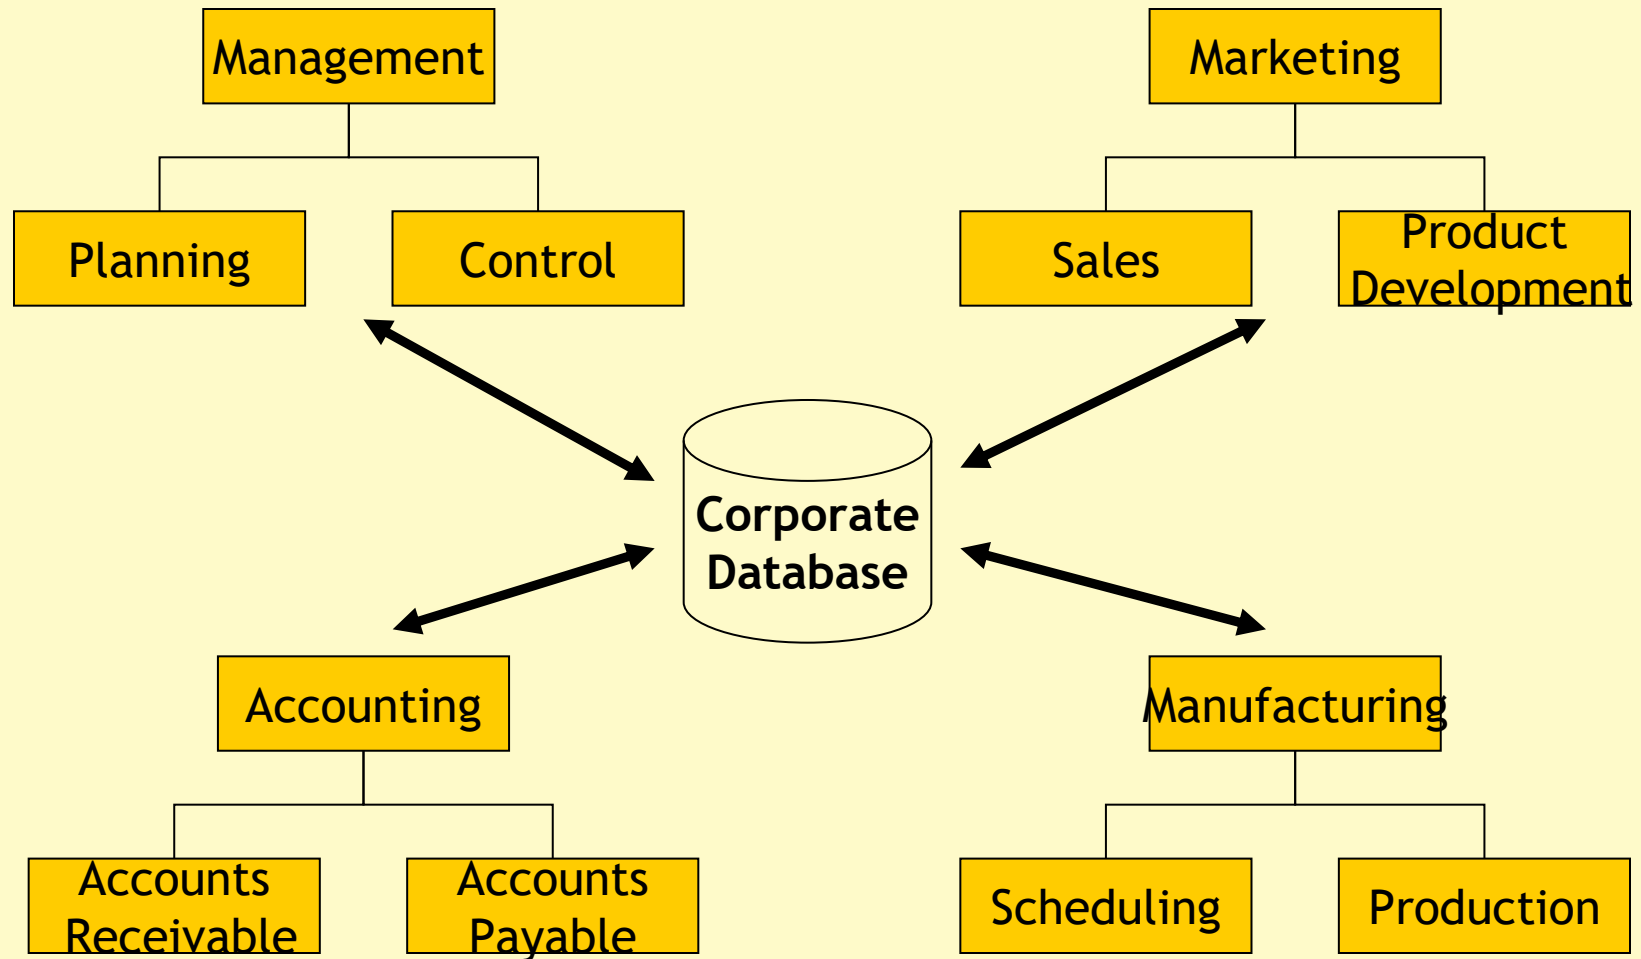 Management
Marketing
Planning
Control
Sales
Product
Development
Corporate
Database
Accounting
Manufacturing
Accounts
Receivable
Accounts
Payable
Scheduling
Production